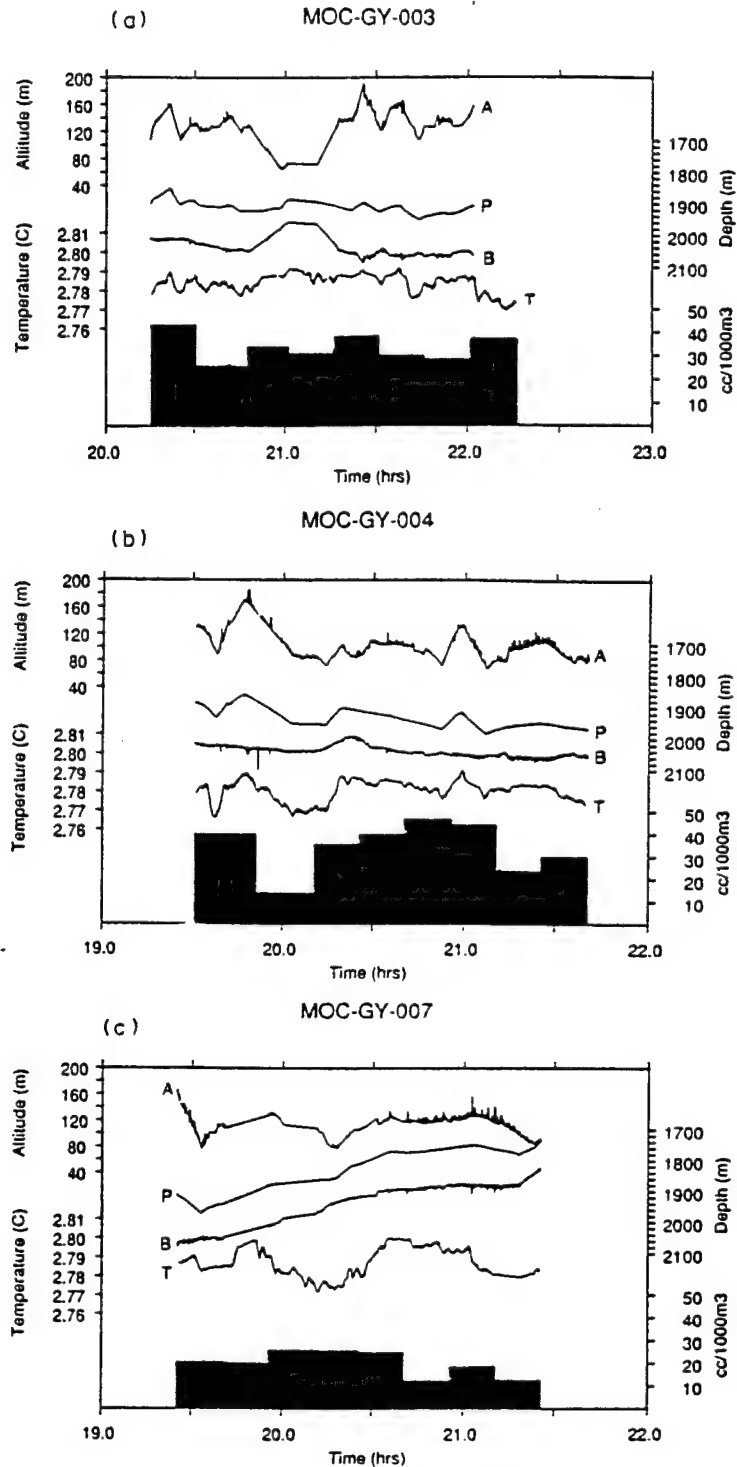 (a)
MOC-GY-003
Altitude (m)
200
160
120
80
40
A
1700
1800
1900
2000
2100
Depth (m)
P
B
T
Temperature (C)
2.81
2.80
2.79
2.78
2.77
2.76
50
40
30
20
10
cc/1000m3
20.0 21.0 22.0 23.0
Time (hrs)
(b)
MOC-GY-004
Altitude (m)
200
160
120
80
40
A
1700
1800
1900
2000
2100
Depth (m)
P
B
T
Temperature (C)
2.81
2.80
2.79
2.78
2.77
2.76
50
40
30
20
10
cc/1000m3
19.0 20.0 21.0 22.0
Time (hrs)
(c)
MOC-GY-007
Altitude (m)
200
160
120
80
40
A
1700
1800
1900
2000
2100
Depth (m)
P
B
T
Temperature (C)
2.81
2.80
2.79
2.78
2.77
2.76
50
40
30
20
10
cc/1000m3
19.0 20.0 21.0 22.0
Time (hrs)